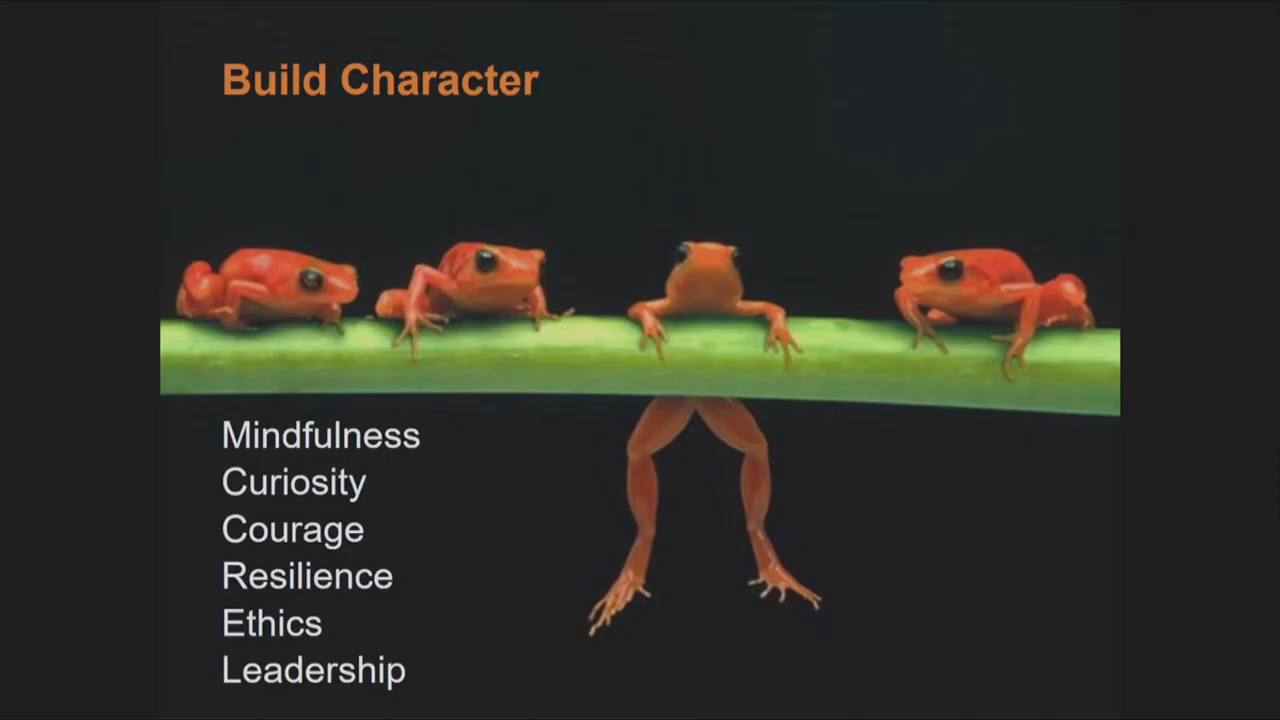 Build Character
Mindfulness
Curiosity
Courage
Resilience
Ethics
Leadership